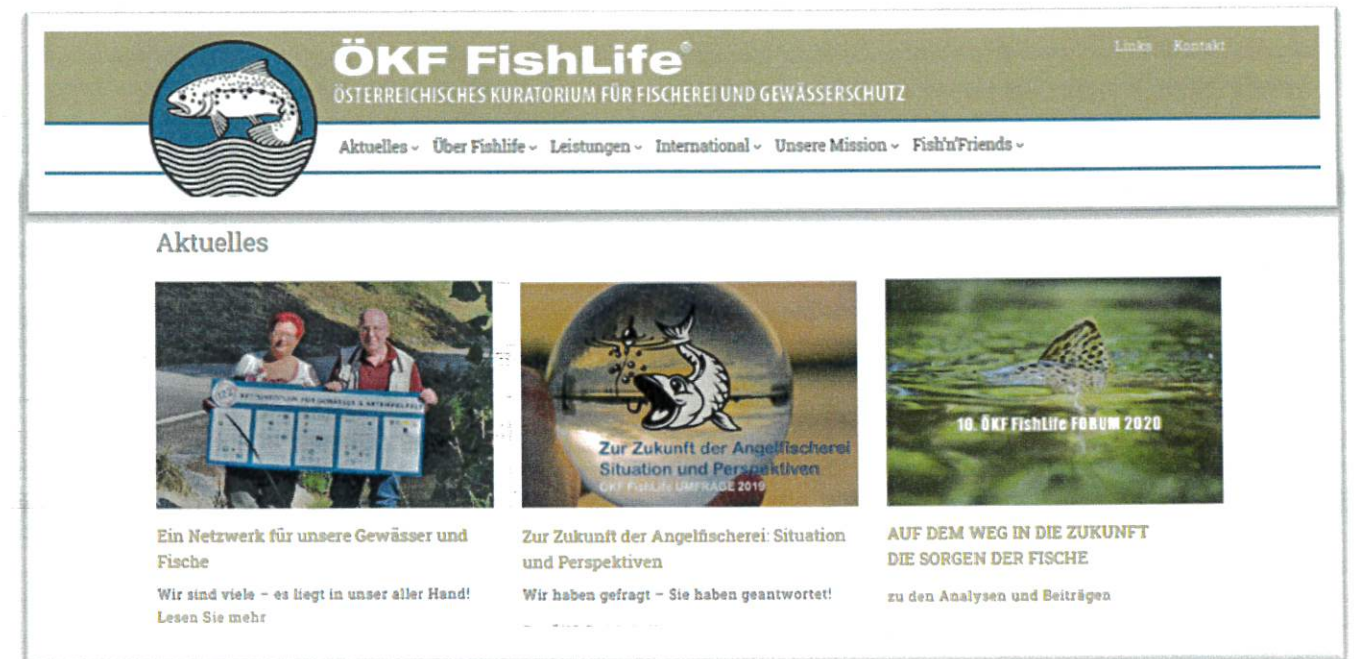 ÖKF FishLife®
ÖSTERREICHISCHES KURATORIUM FÜR FISCHEREI UND GEWÄSSERSCHUTZ
Links Kontakt
Aktuelles Über Fishlife Leistungen International Unsere Mission Fish'n'Friends
Aktuelles
Zur Zukunft der Angelfischerei
Situation und Perspektiven
ÖKF FishLife UMFRAGE 2019
10. ÖKF FishLife FORUM 2020
Ein Netzwerk für unsere Gewässer und
Fische
Wir sind viele – es liegt in unser aller Hand!
Lesen Sie mehr
Zur Zukunft der Angelfischerei: Situation
und Perspektiven
Wir haben gefragt – Sie haben geantwortet!
AUF DEM WEG IN DIE ZUKUNFT
DIE SORGEN DER FISCHE
zu den Analysen und Beiträgen